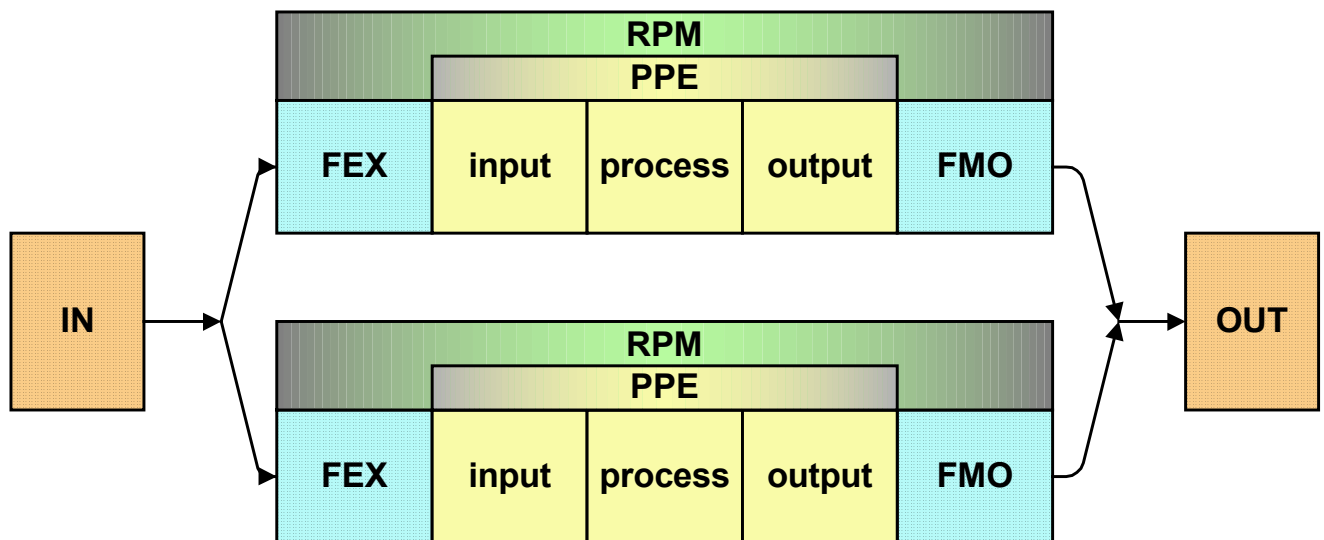 RPM
PPE
FEX input process output FMO
IN
OUT
RPM
PPE
FEX input process output FMO